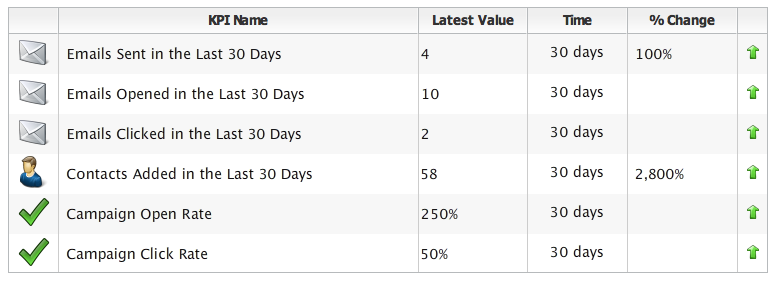 KPI Name Latest Value Time % Change
Emails Sent in the Last 30 Days 4 30 days 100%
Emails Opened in the Last 30 Days 10 30 days
Emails Clicked in the Last 30 Days 2 30 days
Contacts Added in the Last 30 Days 58 30 days 2,800%
Campaign Open Rate 250% 30 days
Campaign Click Rate 50% 30 days